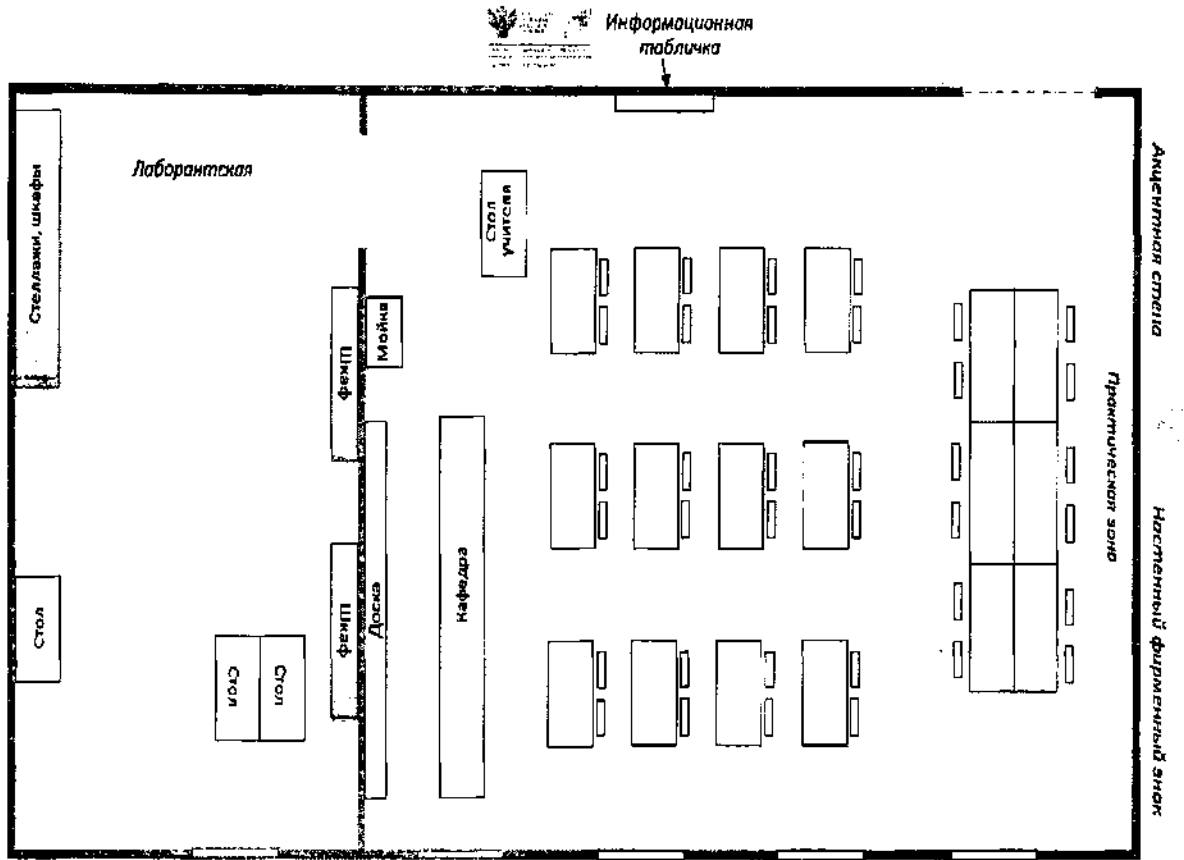 Информационная
табличка
Лаборантская
Стеллажи, шкафы
Стол
учителя
Мойка
Шкаф
Шкаф
Доска
Кафедра
Стол
Стол
Стол
Практическая зона
Акцентная стена
Настенный фирменный знак